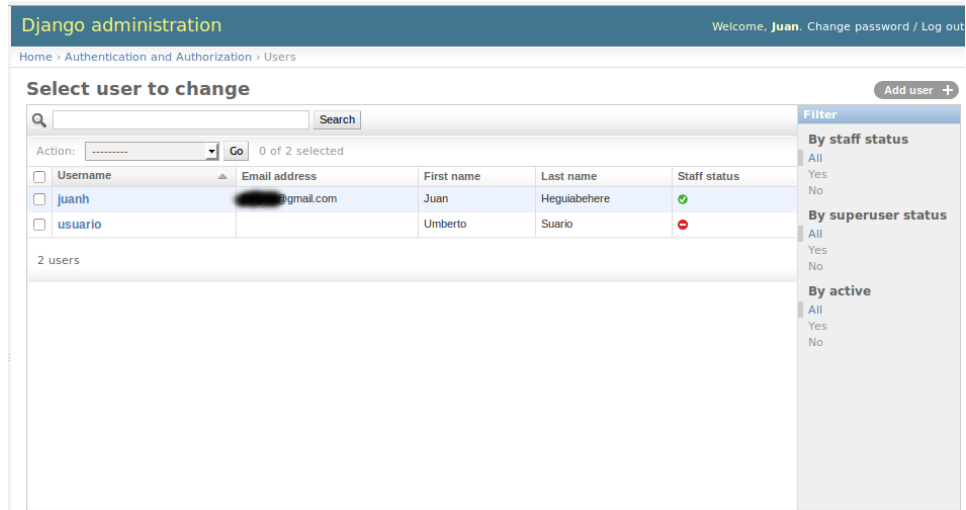 Django administration
Welcome, Juan. Change password / Log out
Home › Authentication and Authorization › Users
Select user to change
Add user +
Search
Action: --------- Go 0 of 2 selected
Username Email address First name Last name Staff status
juanh @gmail.com Juan Heguiabehere
usuario Umberto Suario
2 users
Filter
By staff status
All
Yes
No
By superuser status
All
Yes
No
By active
All
Yes
No